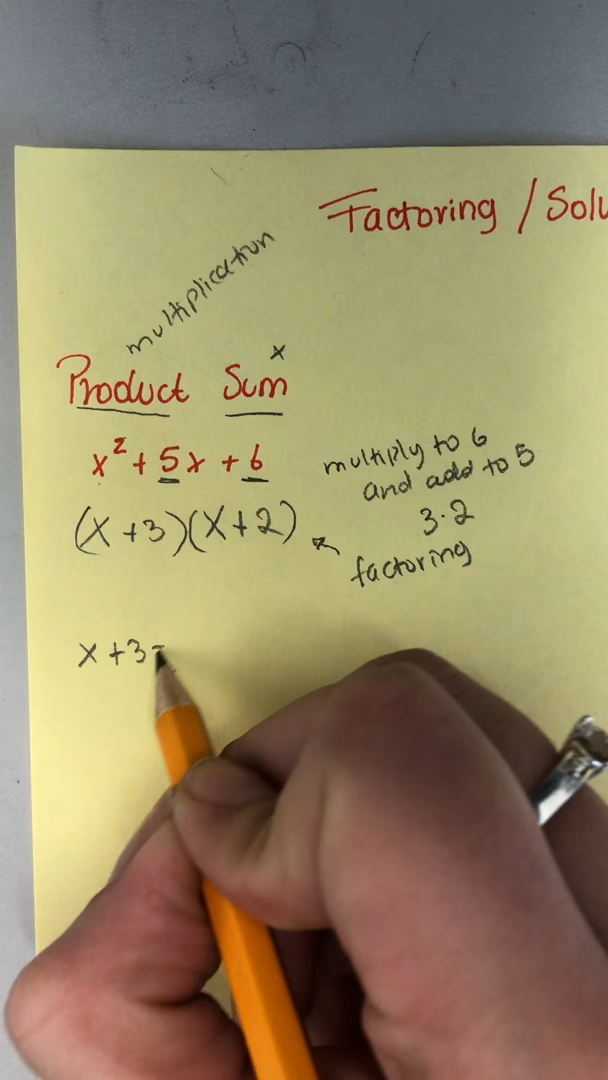 Factoring / Solu
multiplication
x
Product Sum
x² + 5x + 6
multiply to 6
and add to 5
3·2
(x+3)(x+2)
factoring
x+3=